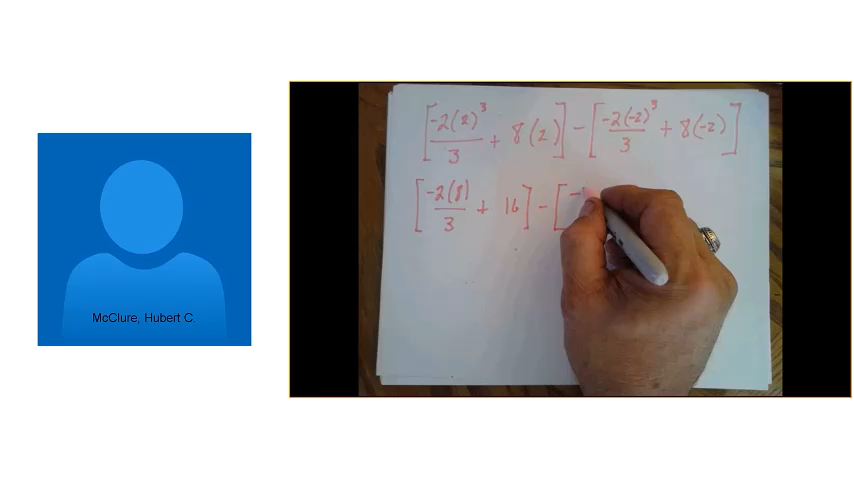 [-2(2)³/3 + 8(2)] - [-2(-2)³/3 + 8(-2)]
[-2(8)/3 + 16] - [-
McClure, Hubert C.